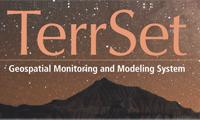 TerrSet
Geospatial Monitoring and Modeling System